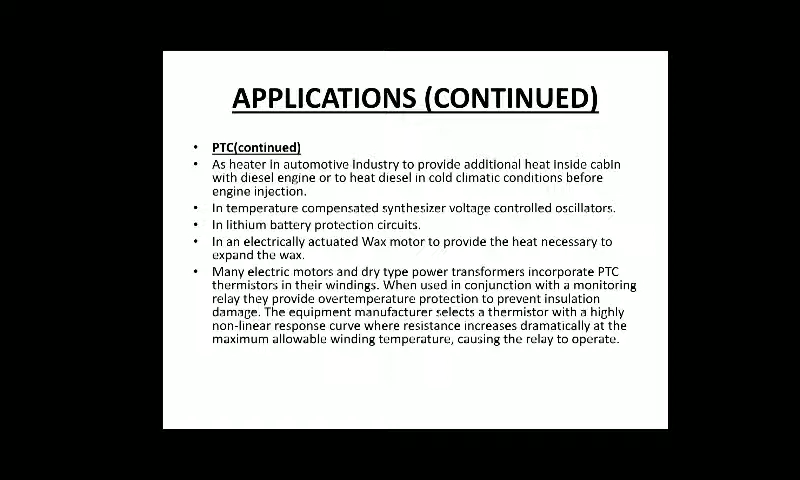 APPLICATIONS (CONTINUED)
• PTC(continued)
• As heater in automotive industry to provide additional heat inside cabin
with diesel engine or to heat diesel in cold climatic conditions before
engine injection.
• In temperature compensated synthesizer voltage controlled oscillators.
• In lithium battery protection circuits.
• In an electrically actuated Wax motor to provide the heat necessary to
expand the wax.
• Many electric motors and dry type power transformers incorporate PTC
thermistors in their windings. When used in conjunction with a monitoring
relay they provide overtemperature protection to prevent insulation
damage. The equipment manufacturer selects a thermistor with a highly
non-linear response curve where resistance increases dramatically at the
maximum allowable winding temperature, causing the relay to operate.